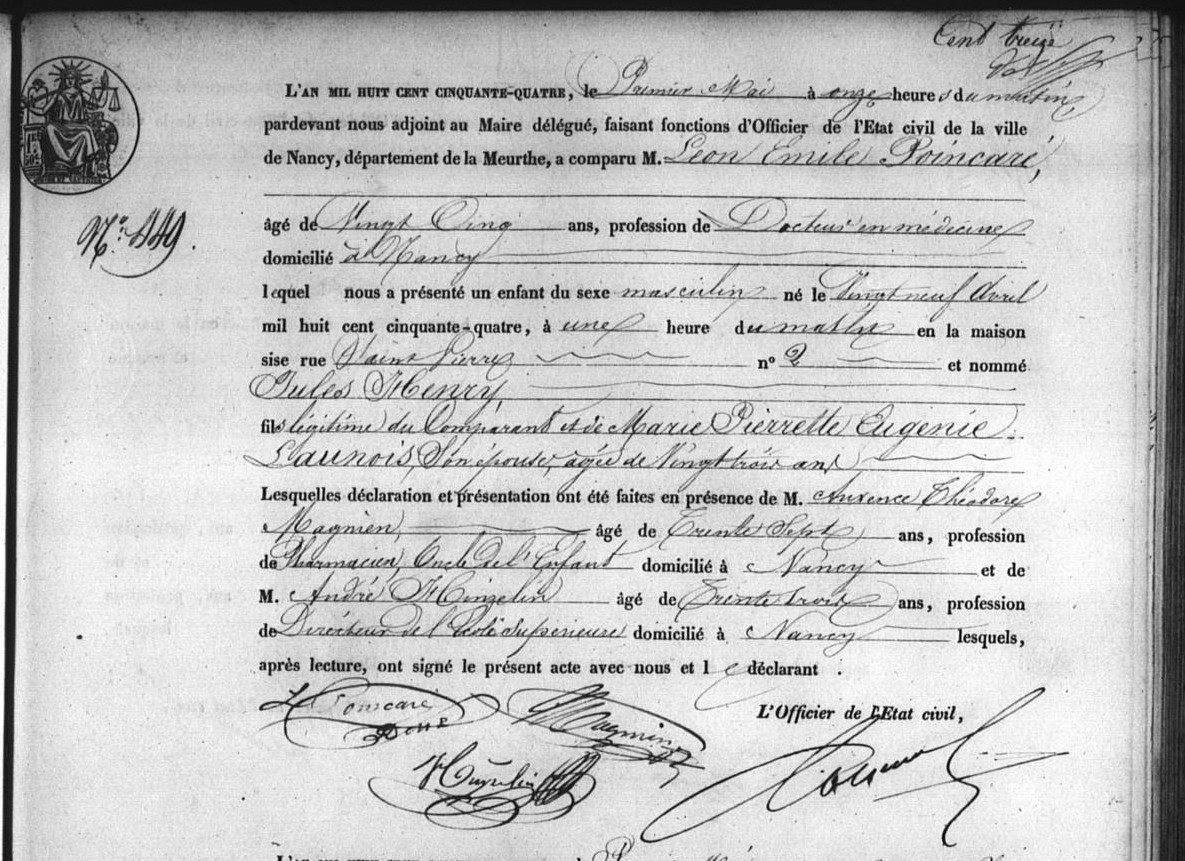 Cent treize
L'AN MIL HUIT CENT CINQUANTE-QUATRE, le Premier Mai à onze heures du matin
pardevant nous adjoint au Maire délégué, faisant fonctions d'Officier de l'Etat civil de la ville
de Nancy, département de la Meurthe, a comparu M. Léon Emile Poincaré,
N.° 449.
âgé de Vingt Cinq ans, profession de Docteur en médecine
domicilié à Nancy
lequel nous a présenté un enfant du sexe masculin né le Vingt neuf Avril
mil huit cent cinquante-quatre, à une heure du matin en la maison
sise rue Saint Pierre n° 2 et nommé
Jules Henry,
fils légitime du Comparant et de Marie Pierrette Eugénie
Launois, Son épouse, agée de Vingt trois ans
Lesquelles déclaration et présentation ont été faites en présence de M. Auxence Théodore
Magnien, âgé de Trente Sept ans, profession
de Pharmacien, Oncle de l'Enfant domicilié à Nancy et de
M. André Hinzelin âgé de Trente trois ans, profession
de Directeur de l'Ecole Supérieure domicilié à Nancy lesquels,
après lecture, ont signé le présent acte avec nous et le déclarant .
Poincaré
Magnien
L'Officier de l'Etat civil,
Hinzelin
L'AN MIL HUIT CENT